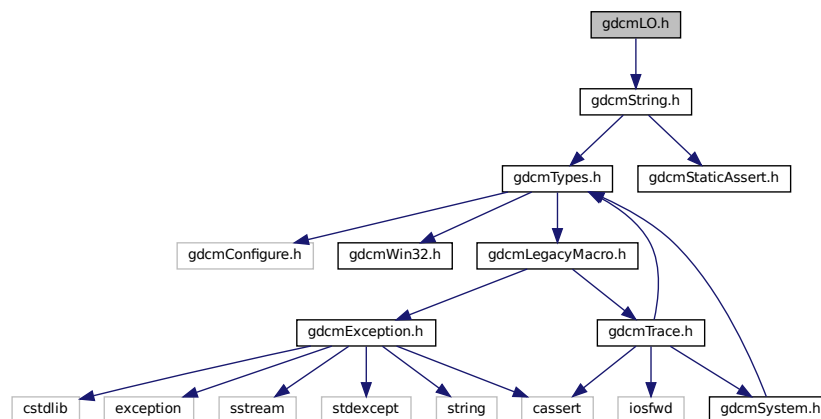 gdcmLO.h
gdcmString.h
gdcmTypes.h
gdcmStaticAssert.h
gdcmConfigure.h
gdcmWin32.h
gdcmLegacyMacro.h
gdcmException.h
gdcmTrace.h
cstdlib
exception
sstream
stdexcept
string
cassert
iosfwd
gdcmSystem.h